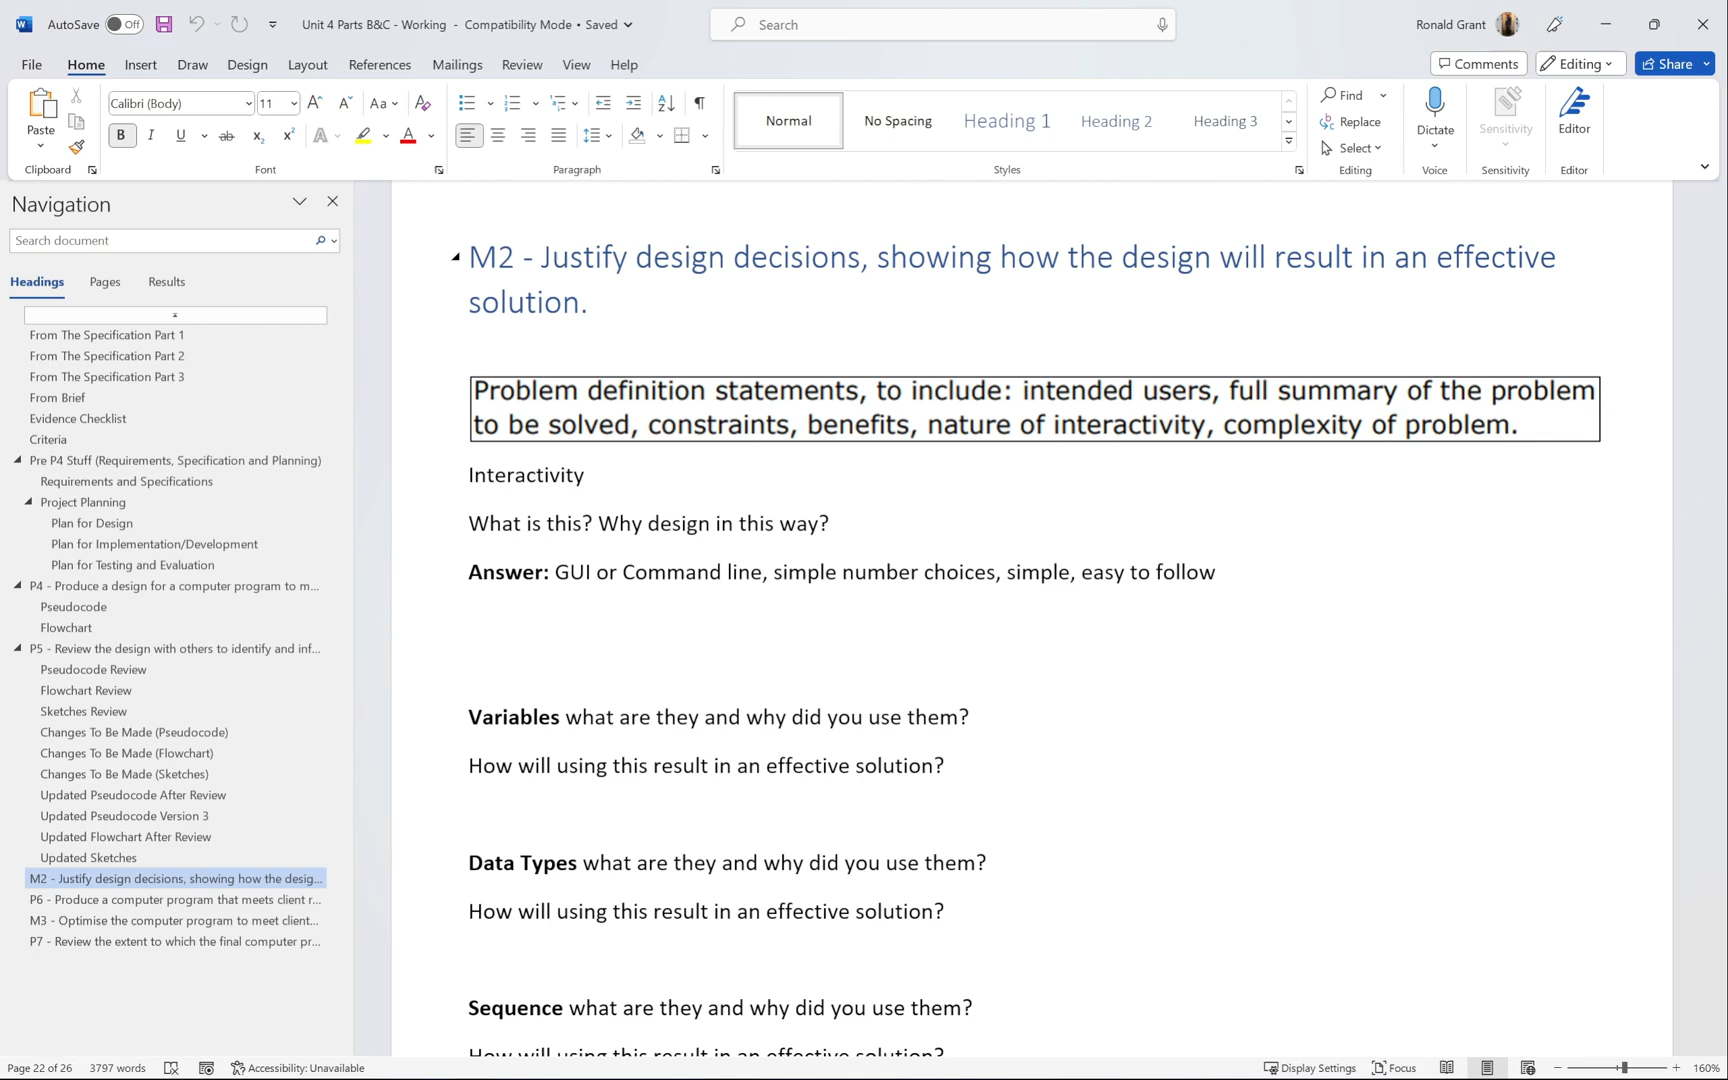 AutoSave Off Unit 4 Parts B&C - Working - Compatibility Mode • Saved Search Ronald Grant
File Home Insert Draw Design Layout References Mailings Review View Help Comments Editing Share
Paste
Calibri (Body) 11 Aa
B I U ab x₂ x² A A
Normal No Spacing Heading 1 Heading 2 Heading 3
Find
Replace
Select
Dictate Sensitivity Editor
Clipboard Font Paragraph Styles Editing Voice Sensitivity Editor
Navigation
Search document
Headings Pages Results
From The Specification Part 1
From The Specification Part 2
From The Specification Part 3
From Brief
Evidence Checklist
Criteria
Pre P4 Stuff (Requirements, Specification and Planning)
Requirements and Specifications
Project Planning
Plan for Design
Plan for Implementation/Development
Plan for Testing and Evaluation
P4 - Produce a design for a computer program to m...
Pseudocode
Flowchart
P5 - Review the design with others to identify and inf...
Pseudocode Review
Flowchart Review
Sketches Review
Changes To Be Made (Pseudocode)
Changes To Be Made (Flowchart)
Changes To Be Made (Sketches)
Updated Pseudocode After Review
Updated Pseudocode Version 3
Updated Flowchart After Review
Updated Sketches
M2 - Justify design decisions, showing how the desig...
P6 - Produce a computer program that meets client r...
M3 - Optimise the computer program to meet client...
P7 - Review the extent to which the final computer pr...
M2 - Justify design decisions, showing how the design will result in an effective
solution.
Problem definition statements, to include: intended users, full summary of the problem
to be solved, constraints, benefits, nature of interactivity, complexity of problem.
Interactivity
What is this? Why design in this way?
Answer: GUI or Command line, simple number choices, simple, easy to follow
Variables what are they and why did you use them?
How will using this result in an effective solution?
Data Types what are they and why did you use them?
How will using this result in an effective solution?
Sequence what are they and why did you use them?
How will using this result in an effective solution?
Page 22 of 26 3797 words Accessibility: Unavailable Display Settings Focus 160%